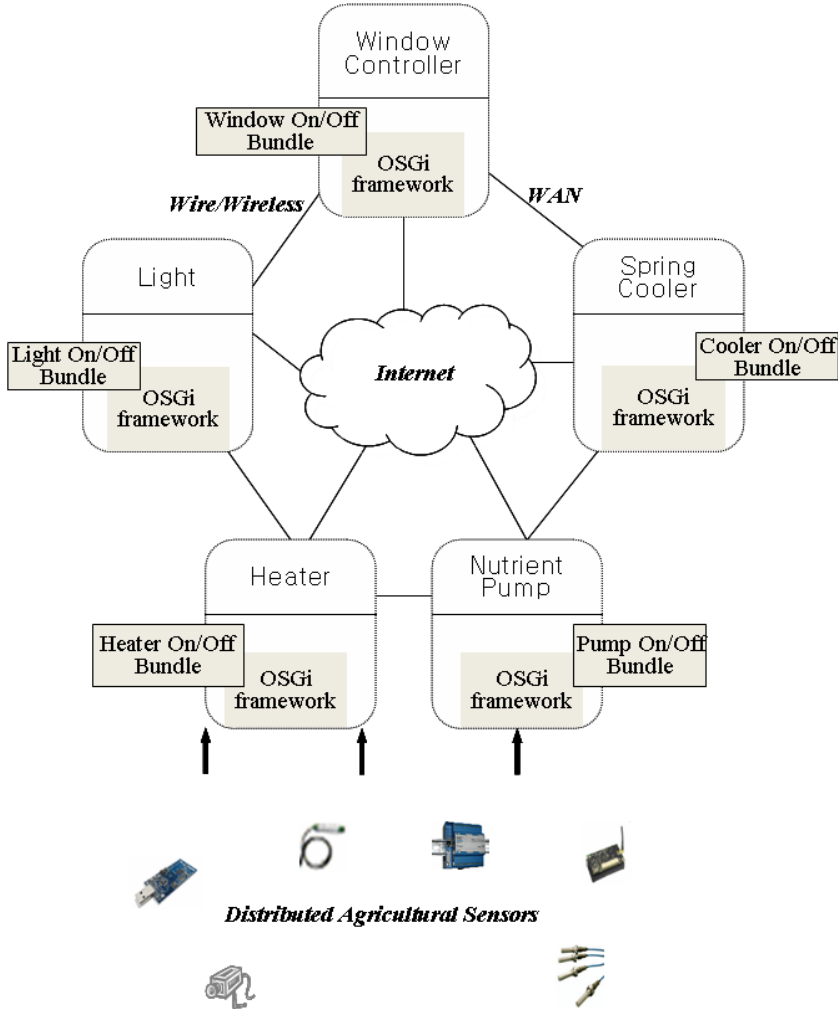 Window
Controller
Window On/Off
Bundle
OSGi
framework
Wire/Wireless
WAN
Light
Spring
Cooler
Light On/Off
Bundle
OSGi
framework
Internet
Cooler On/Off
Bundle
OSGi
framework
Heater
Nutrient
Pump
Heater On/Off
Bundle
OSGi
framework
Pump On/Off
Bundle
OSGi
framework
Distributed Agricultural Sensors